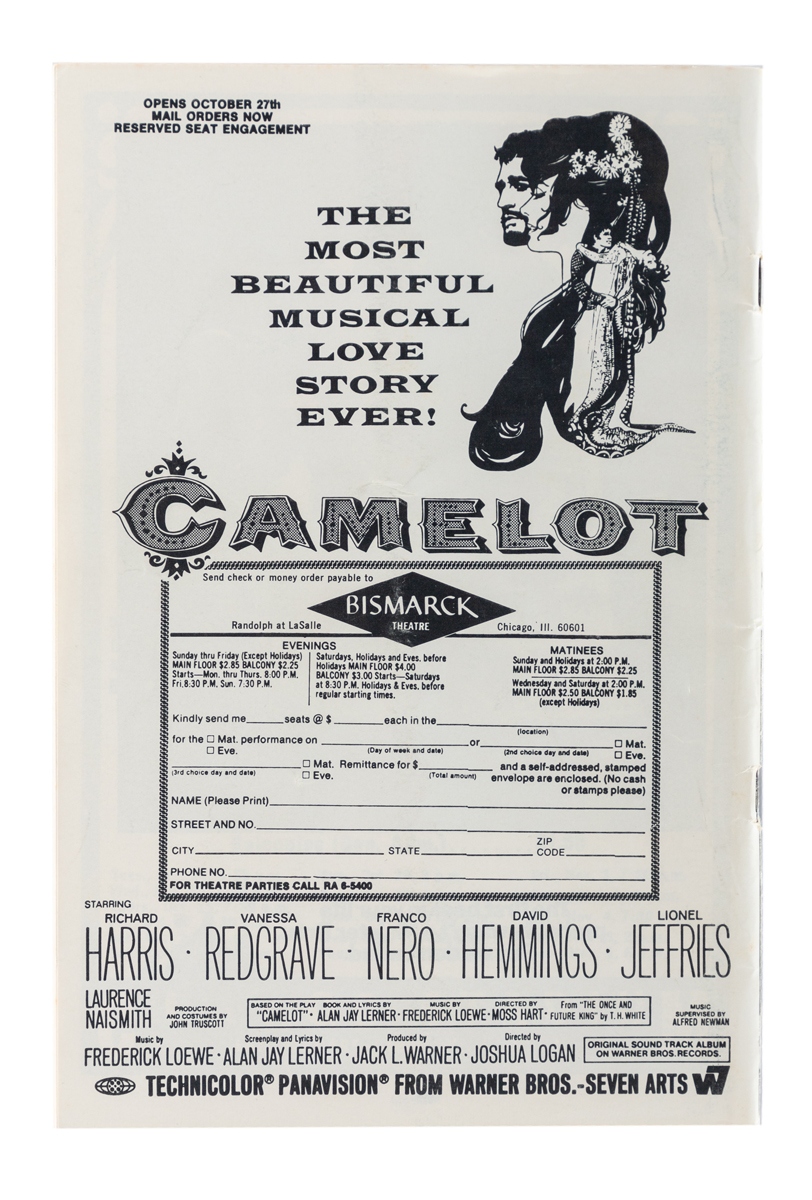 OPENS OCTOBER 27th
MAIL ORDERS NOW
RESERVED SEAT ENGAGEMENT
THE
MOST
BEAUTIFUL
MUSICAL
LOVE
STORY
EVER!
CAMELOT
Send check or money order payable to
BISMARCK
THEATRE
Randolph at LaSalle
Chicago, Ill. 60601
EVENINGS
Sunday thru Friday (Except Holidays)
MAIN FLOOR $2.85 BALCONY $2.25
Starts—Mon. thru Thurs. 8:00 P.M.
Fri. 8:30 P.M. Sun. 7:30 P.M.
Saturdays, Holidays and Eves. before
Holidays MAIN FLOOR $4.00
BALCONY $3.00 Starts—Saturdays
at 8:30 P.M. Holidays & Eves. before
regular starting times.
MATINEES
Sunday and Holidays at 2:00 P.M.
MAIN FLOOR $2.85 BALCONY $2.25
Wednesday and Saturday at 2:00 P.M.
MAIN FLOOR $2.50 BALCONY $1.85
(except Holidays)
Kindly send me______seats @ $________each in the____________________
(location)
for the ☐ Mat. performance on ____________________or____________________ ☐ Mat.
☐ Eve. (Day of week and date) (2nd choice day and date) ☐ Eve.
____________________☐ Mat. Remittance for $__________ and a self-addressed, stamped
(3rd choice day and date) ☐ Eve. (Total amount) envelope are enclosed. (No cash
or stamps please)
NAME (Please Print)____________________
STREET AND NO.____________________
CITY____________________ STATE____________ ZIP CODE____________
PHONE NO.____________________
FOR THEATRE PARTIES CALL RA 6-5400
STARRING
RICHARD HARRIS · VANESSA REDGRAVE · FRANCO NERO · DAVID HEMMINGS · LIONEL JEFFRIES
LAURENCE
NAISMITH
PRODUCTION
AND COSTUMES BY
JOHN TRUSCOTT
BASED ON THE PLAY BOOK AND LYRICS BY MUSIC BY DIRECTED BY From "THE ONCE AND
"CAMELOT" · ALAN JAY LERNER · FREDERICK LOEWE · MOSS HART · FUTURE KING" by T. H. WHITE
MUSIC
SUPERVISED BY
ALFRED NEWMAN
Music by Screenplay and Lyrics by Produced by Directed by
FREDERICK LOEWE · ALAN JAY LERNER · JACK L. WARNER · JOSHUA LOGAN
ORIGINAL SOUND TRACK ALBUM
ON WARNER BROS. RECORDS.
TECHNICOLOR® PANAVISION® FROM WARNER BROS.-SEVEN ARTS W7